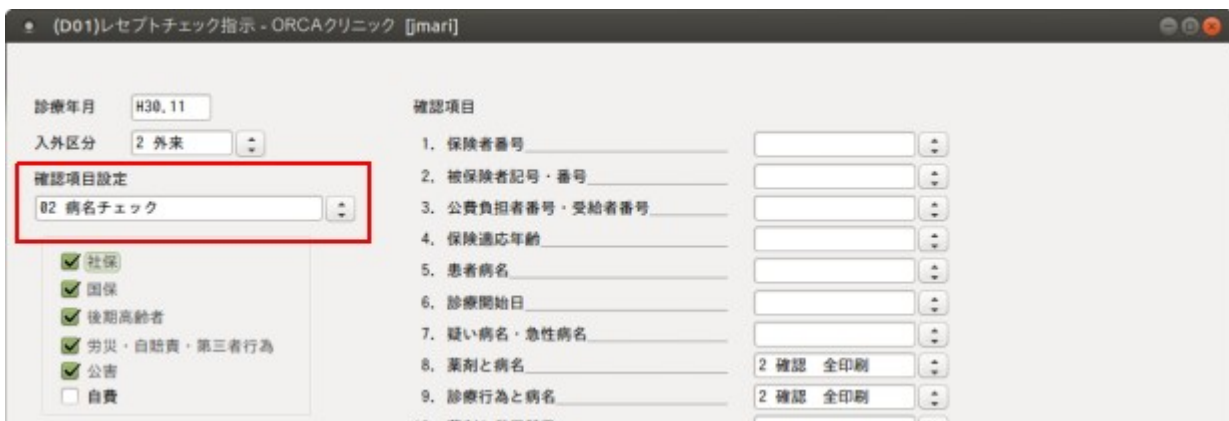 (D01)レセプトチェック指示 - ORCAクリニック [jmari]
診療年月 H30.11
入外区分 2 外来
確認項目設定
02 病名チェック
社保
国保
後期高齢者
労災・自賠責・第三者行為
公害
自費
確認項目
1. 保険者番号
2. 被保険者記号・番号
3. 公費負担者番号・受給者番号
4. 保険適応年齢
5. 患者病名
6. 診療開始日
7. 疑い病名・急性病名
8. 薬剤と病名 2 確認 全印刷
9. 診療行為と病名 2 確認 全印刷